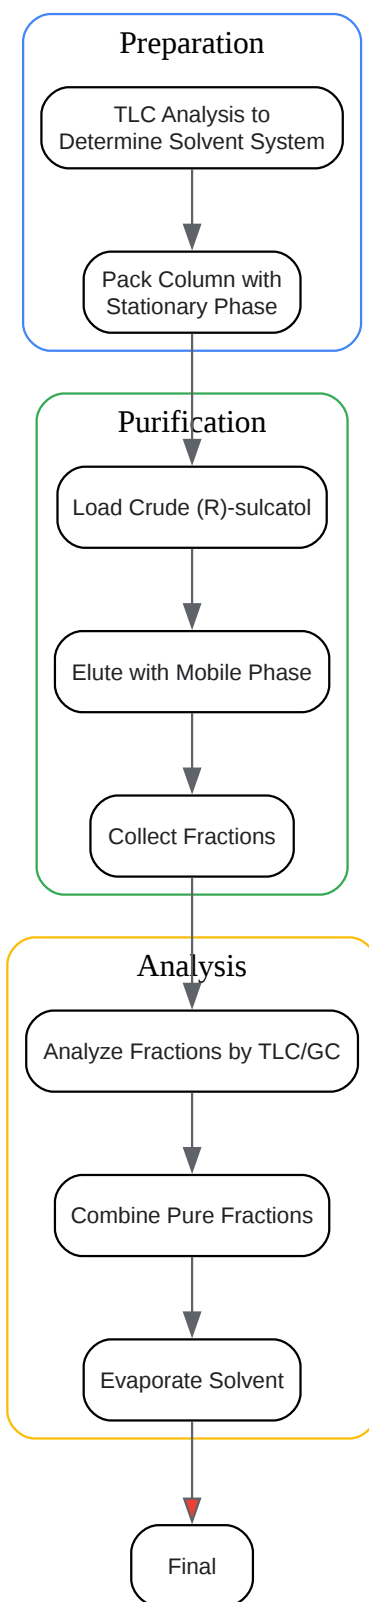 Preparation
TLC Analysis to
Determine Solvent System
Pack Column with
Stationary Phase
Purification
Load Crude (R)-sulcatol
Elute with Mobile Phase
Collect Fractions
Analysis
Analyze Fractions by TLC/GC
Combine Pure Fractions
Evaporate Solvent
Final